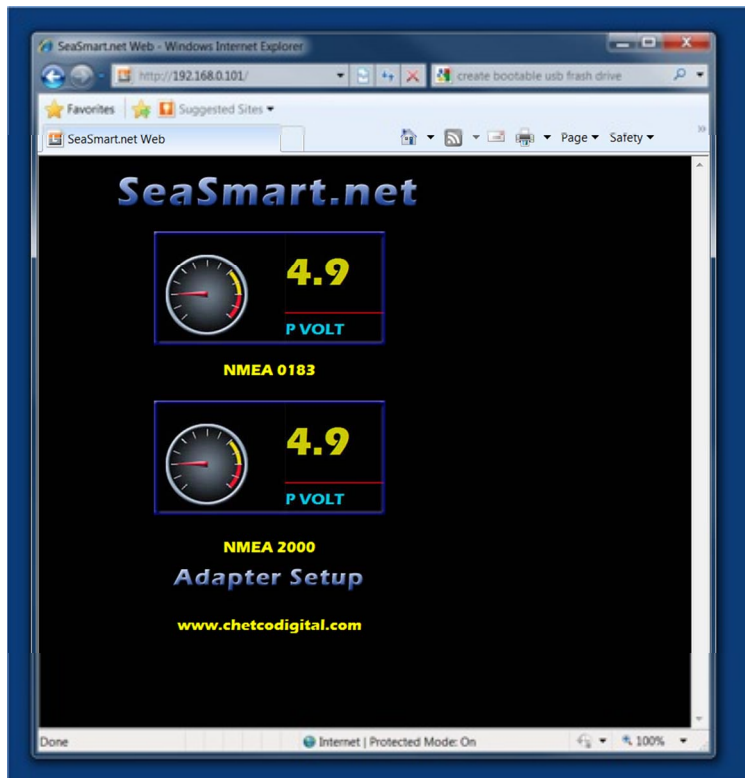 SeaSmart.net Web - Windows Internet Explorer
http://192.168.0.101/
create bootable usb frash drive
Favorites Suggested Sites
SeaSmart.net Web Page Safety
SeaSmart.net
4.9
P VOLT
NMEA 0183
4.9
P VOLT
NMEA 2000
Adapter Setup
www.chetcodigital.com
Done Internet | Protected Mode: On 100%